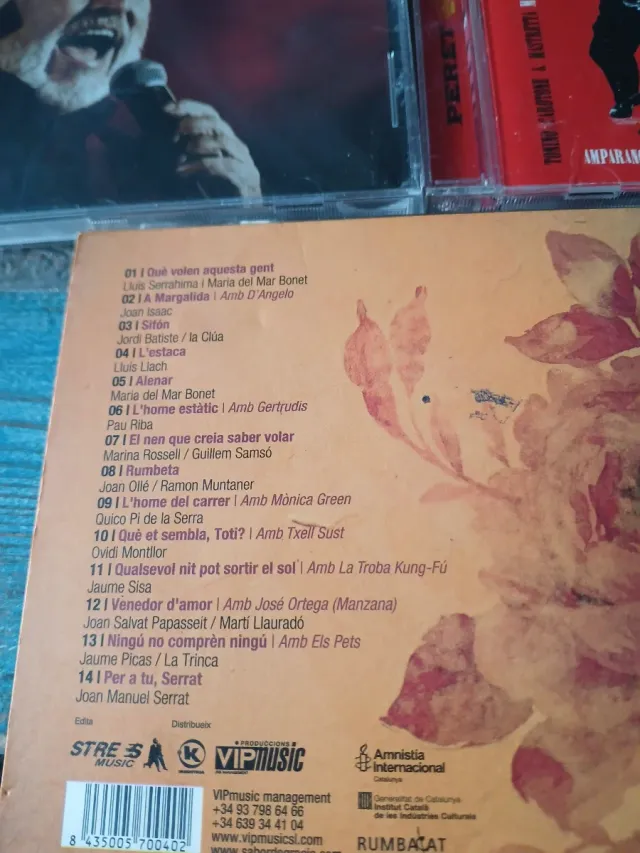 PERET
AMPARAN
01 | Què volen aquesta gent
Lluís Serrahima i Maria del Mar Bonet
02 | A Margalida | Amb D'Angelo
Joan Isaac
03 | Sifón
Jordi Batiste / la Clúa
04 | L'estaca
Lluís Llach
05 | Alenar
Maria del Mar Bonet
06 | L'home estàtic | Amb Gertrudis
Pau Riba
07 | El nen que creia saber volar
Marina Rossell / Guillem Samsó
08 | Rumbeta
Joan Ollé / Ramon Muntaner
09 | L'home del carrer | Amb Mònica Green
Quico Pi de la Serra
10 | Què et sembla, Toti? | Amb Txell Sust
Ovidi Montllor
11 | Qualsevol nit pot sortir el sol | Amb La Troba Kung-Fú
Jaume Sisa
12 | Venedor d'amor | Amb José Ortega (Manzana)
Joan Salvat Papasseit / Martí Llauradó
13 | Ningú no comprèn ningú | Amb Els Pets
Jaume Picas / La Trinca
14 | Per a tu, Serrat
Joan Manuel Serrat
Edita Distribueix
STRES MUSIC
K
PRODUCCIONS
VIPMUSIC
Amnistia
Internacional
Catalunya
VIPmusic management
+34 93 798 64 66
+34 639 34 41 04
www.vipmusicsl.com
Generalitat de Catalunya
Institut Català
de les Indústries Culturals
RUMBACAT
8 435005 700402